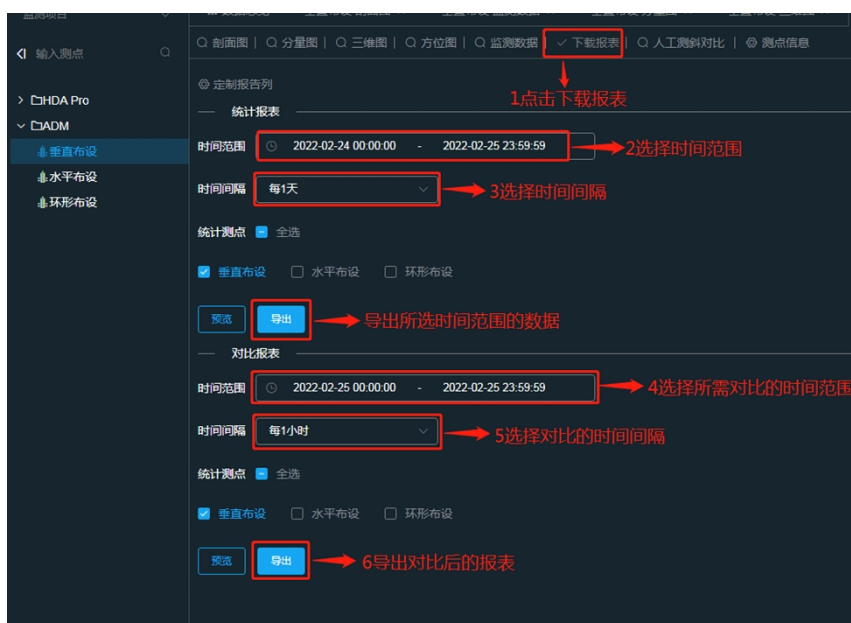 监测项目
输入测点
剖面图 | 分量图 | 三维图 | 方位图 | 监测数据 | 下载报表 | 人工测斜对比 | 测点信息
定制报告列
1点击下载报表
HDA Pro
ADM
垂直布设
水平布设
环形布设
统计报表
时间范围 2022-02-24 00:00:00 - 2022-02-25 23:59:59 2选择时间范围
时间间隔 每1天 3选择时间间隔
统计测点 全选
垂直布设 水平布设 环形布设
预览 导出 导出所选时间范围的数据
对比报表
时间范围 2022-02-25 00:00:00 - 2022-02-25 23:59:59 4选择所需对比的时间范围
时间间隔 每1小时 5选择对比的时间间隔
统计测点 全选
垂直布设 水平布设 环形布设
预览 导出 6导出对比后的报表